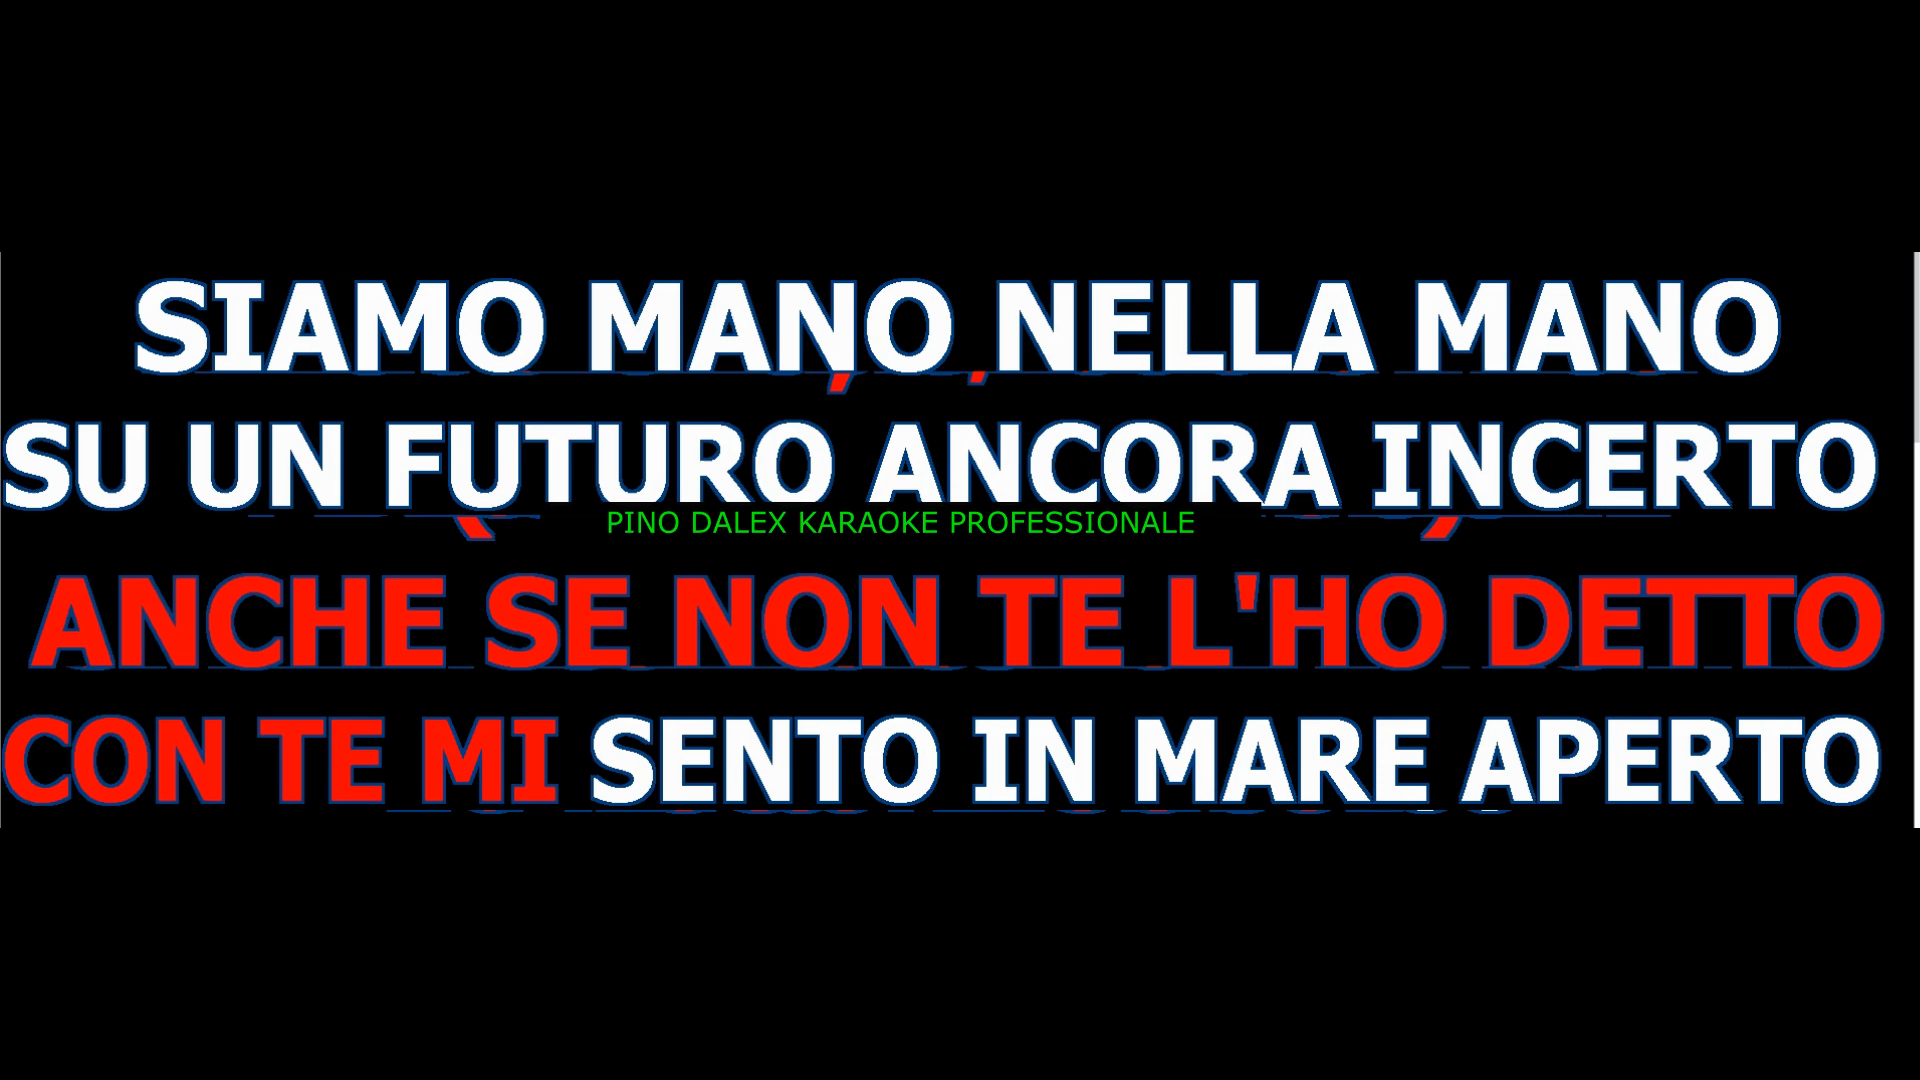 SIAMO MANO NELLA MANO
SU UN FUTURO ANCORA INCERTO
PINO DALEX KARAOKE PROFESSIONALE
ANCHE SE NON TE L'HO DETTO
CON TE MI SENTO IN MARE APERTO